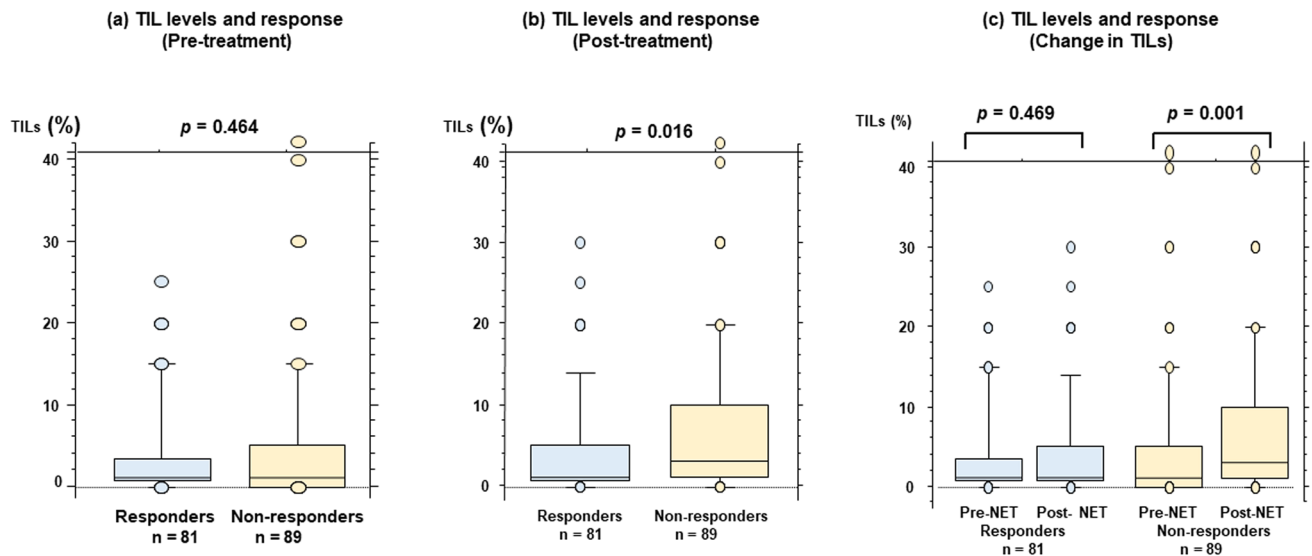 (a) TIL levels and response
(Pre-treatment)
TILs (%)
p = 0.464
40
30
20
10
0
Responders
n = 81
Non-responders
n = 89
(b) TIL levels and response
(Post-treatment)
TILs (%)
p = 0.016
40
30
20
10
0
Responders
n = 81
Non-responders
n = 89
(c) TIL levels and response
(Change in TILs)
TILs (%)
p = 0.469
p = 0.001
40
30
20
10
0
Pre-NET Post- NET Pre-NET Post-NET
Responders
n = 81
Non-responders
n = 89